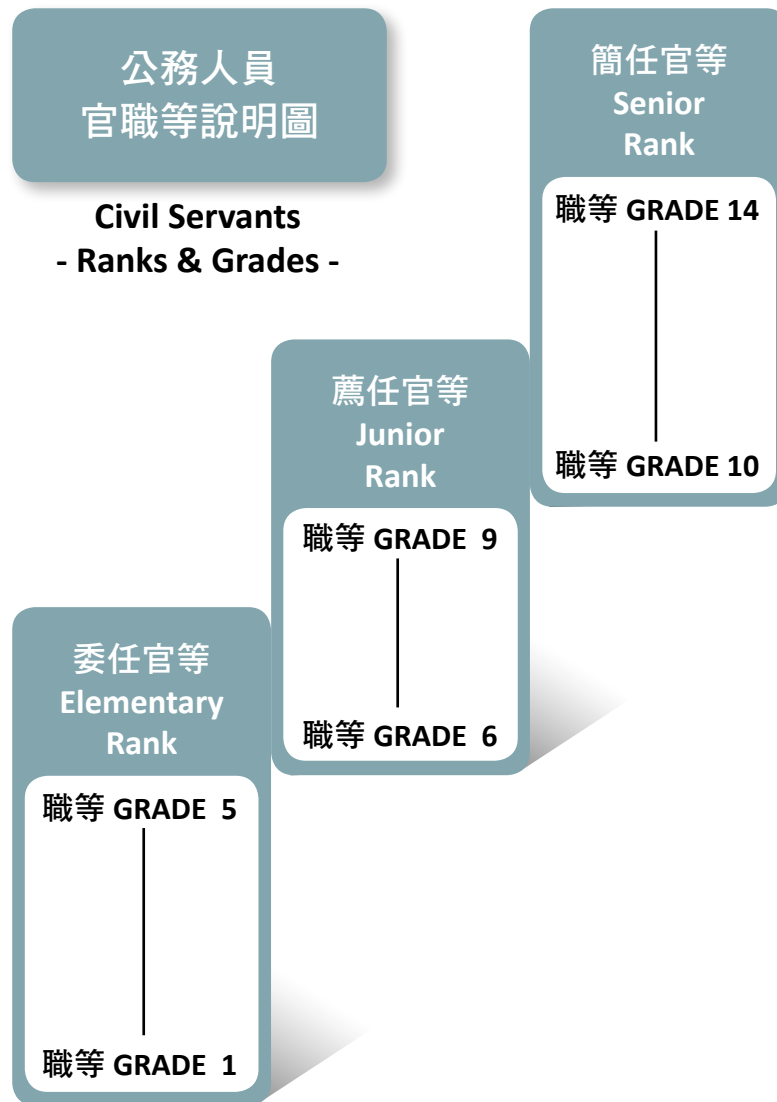 公務人員
官職等說明圖
Civil Servants
- Ranks & Grades -
簡任官等
Senior
Rank
職等 GRADE 14
職等 GRADE 10
薦任官等
Junior
Rank
職等 GRADE 9
職等 GRADE 6
委任官等
Elementary
Rank
職等 GRADE 5
職等 GRADE 1